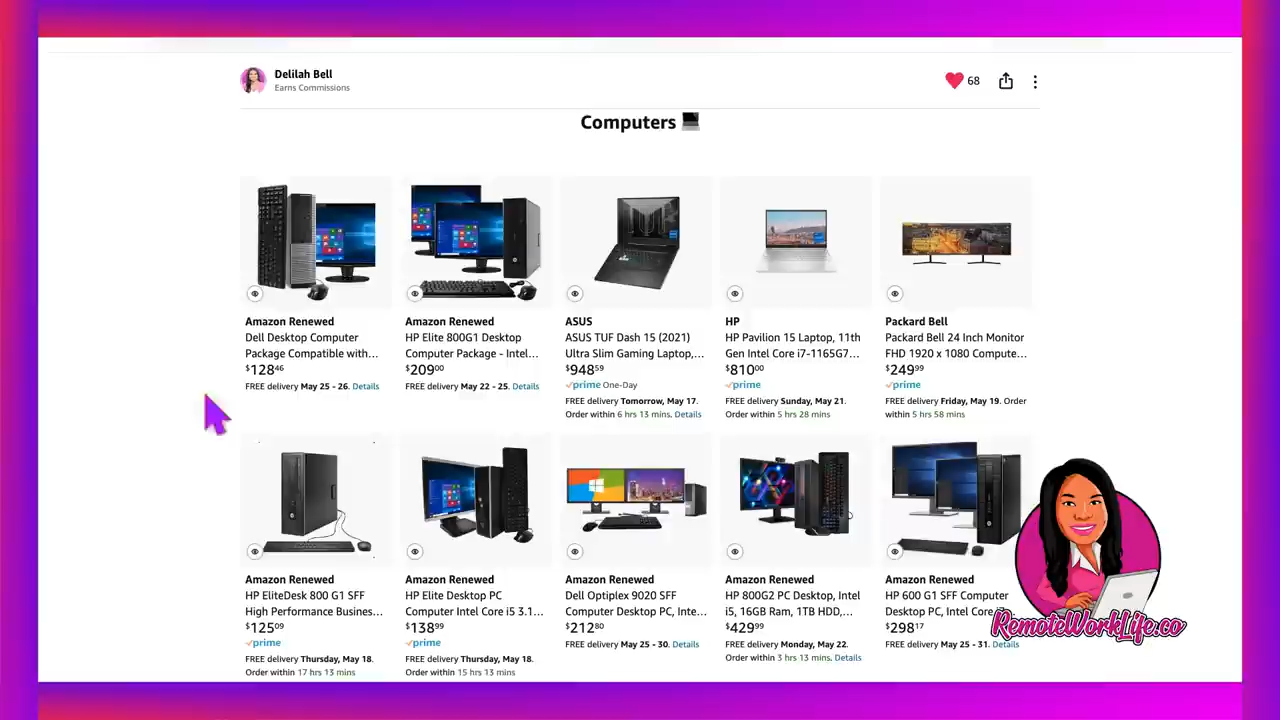 Delilah Bell
Earns Commissions
68
Computers
Amazon Renewed
Dell Desktop Computer
Package Compatible with...
$128 46
FREE delivery May 25 - 26. Details
Amazon Renewed
HP Elite 800G1 Desktop
Computer Package - Intel...
$209 00
FREE delivery May 22 - 25. Details
ASUS
ASUS TUF Dash 15 (2021)
Ultra Slim Gaming Laptop,...
$948 59
prime One-Day
FREE delivery Tomorrow, May 17.
Order within 6 hrs 13 mins. Details
HP
HP Pavilion 15 Laptop, 11th
Gen Intel Core i7-1165G7...
$810 00
prime
FREE delivery Sunday, May 21.
Order within 5 hrs 28 mins
Packard Bell
Packard Bell 24 Inch Monitor
FHD 1920 x 1080 Compute...
$249 99
prime
FREE delivery Friday, May 19. Order
within 5 hrs 58 mins
Amazon Renewed
HP EliteDesk 800 G1 SFF
High Performance Busines...
$125 09
prime
FREE delivery Thursday, May 18.
Order within 17 hrs 13 mins
Amazon Renewed
HP Elite Desktop PC
Computer Intel Core i5 3.1...
$138 99
prime
FREE delivery Thursday, May 18.
Order within 15 hrs 13 mins
Amazon Renewed
Dell Optiplex 9020 SFF
Computer Desktop PC, Inte...
$212 80
FREE delivery May 25 - 30. Details
Amazon Renewed
HP 800G2 PC Desktop, Intel
i5, 16GB Ram, 1TB HDD,...
$429 99
FREE delivery Monday, May 22.
Order within 3 hrs 13 mins. Details
Amazon Renewed
HP 600 G1 SFF Computer
Desktop PC, Intel Core
$298 17
FREE delivery May 25 - 31. Details
RemoteWorkLife.co